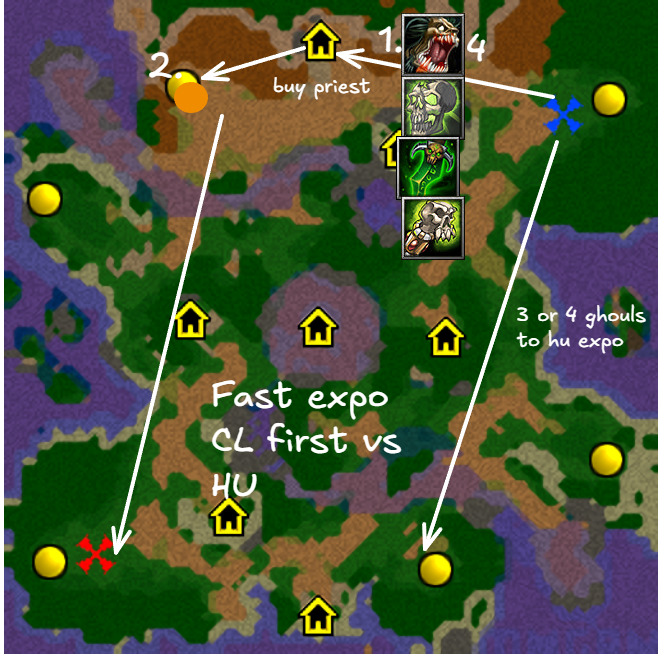 1. 4
2.
buy priest
3 or 4 ghouls
to hu expo
Fast expo
CL first vs
HU